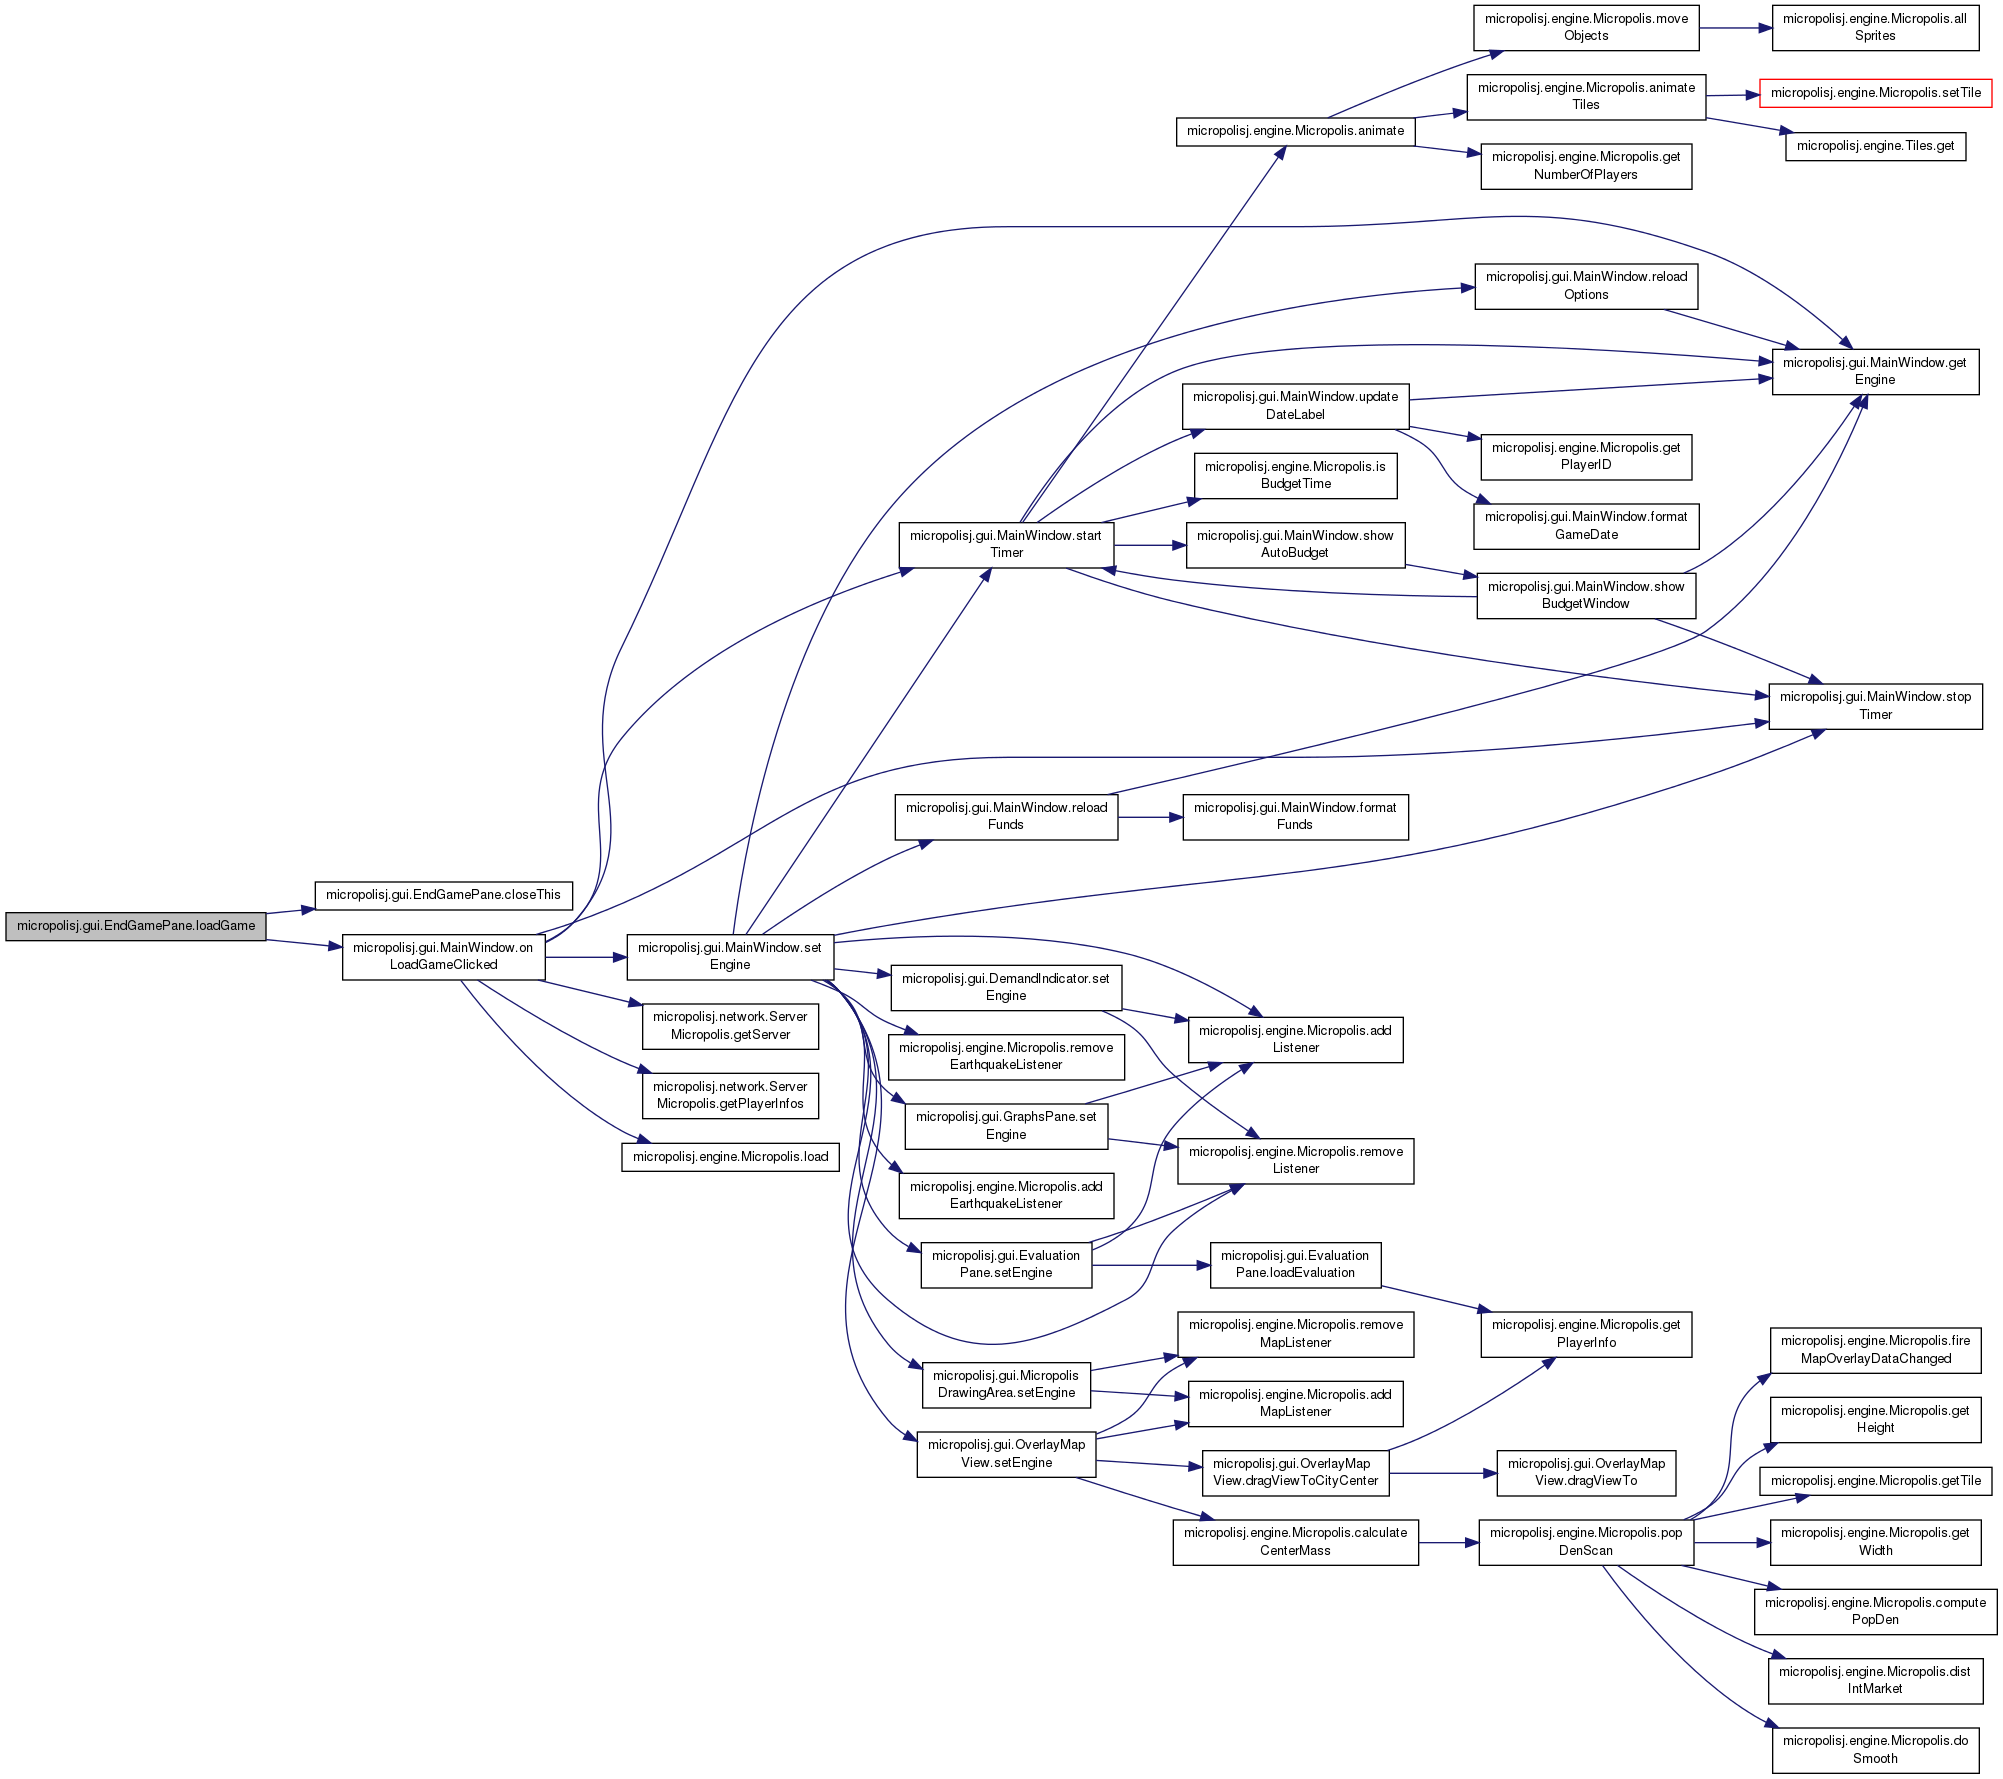 micropolisj.engine.Micropolis.move
Objects
micropolisj.engine.Micropolis.all
Sprites
micropolisj.engine.Micropolis.animate
Tiles
micropolisj.engine.Micropolis.setTile
micropolisj.engine.Micropolis.animate
micropolisj.engine.Tiles.get
micropolisj.engine.Micropolis.get
NumberOfPlayers
micropolisj.gui.MainWindow.reload
Options
micropolisj.gui.MainWindow.get
Engine
micropolisj.gui.MainWindow.update
DateLabel
micropolisj.engine.Micropolis.get
PlayerID
micropolisj.engine.Micropolis.is
BudgetTime
micropolisj.gui.MainWindow.format
GameDate
micropolisj.gui.MainWindow.start
Timer
micropolisj.gui.MainWindow.show
AutoBudget
micropolisj.gui.MainWindow.show
BudgetWindow
micropolisj.gui.MainWindow.stop
Timer
micropolisj.gui.MainWindow.reload
Funds
micropolisj.gui.MainWindow.format
Funds
micropolisj.gui.EndGamePane.closeThis
micropolisj.gui.EndGamePane.loadGame
micropolisj.gui.MainWindow.on
LoadGameClicked
micropolisj.gui.MainWindow.set
Engine
micropolisj.gui.DemandIndicator.set
Engine
micropolisj.network.Server
Micropolis.getServer
micropolisj.engine.Micropolis.add
Listener
micropolisj.engine.Micropolis.remove
EarthquakeListener
micropolisj.network.Server
Micropolis.getPlayerInfos
micropolisj.gui.GraphsPane.set
Engine
micropolisj.engine.Micropolis.load
micropolisj.engine.Micropolis.remove
Listener
micropolisj.engine.Micropolis.add
EarthquakeListener
micropolisj.gui.Evaluation
Pane.setEngine
micropolisj.gui.Evaluation
Pane.loadEvaluation
micropolisj.engine.Micropolis.remove
MapListener
micropolisj.engine.Micropolis.get
PlayerInfo
micropolisj.engine.Micropolis.fire
MapOverlayDataChanged
micropolisj.gui.Micropolis
DrawingArea.setEngine
micropolisj.engine.Micropolis.add
MapListener
micropolisj.engine.Micropolis.get
Height
micropolisj.gui.OverlayMap
View.setEngine
micropolisj.gui.OverlayMap
View.dragViewToCityCenter
micropolisj.gui.OverlayMap
View.dragViewTo
micropolisj.engine.Micropolis.getTile
micropolisj.engine.Micropolis.calculate
CenterMass
micropolisj.engine.Micropolis.pop
DenScan
micropolisj.engine.Micropolis.get
Width
micropolisj.engine.Micropolis.compute
PopDen
micropolisj.engine.Micropolis.dist
IntMarket
micropolisj.engine.Micropolis.do
Smooth